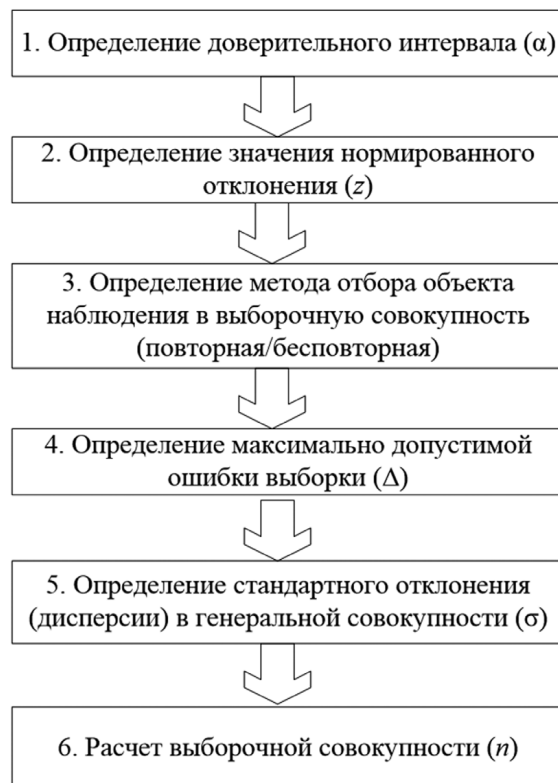 1. Определение доверительного интервала (α)
2. Определение значения нормированного
отклонения (z)
3. Определение метода отбора объекта
наблюдения в выборочную совокупность
(повторная/бесповторная)
4. Определение максимально допустимой
ошибки выборки (Δ)
5. Определение стандартного отклонения
(дисперсии) в генеральной совокупности (σ)
6. Расчет выборочной совокупности (n)